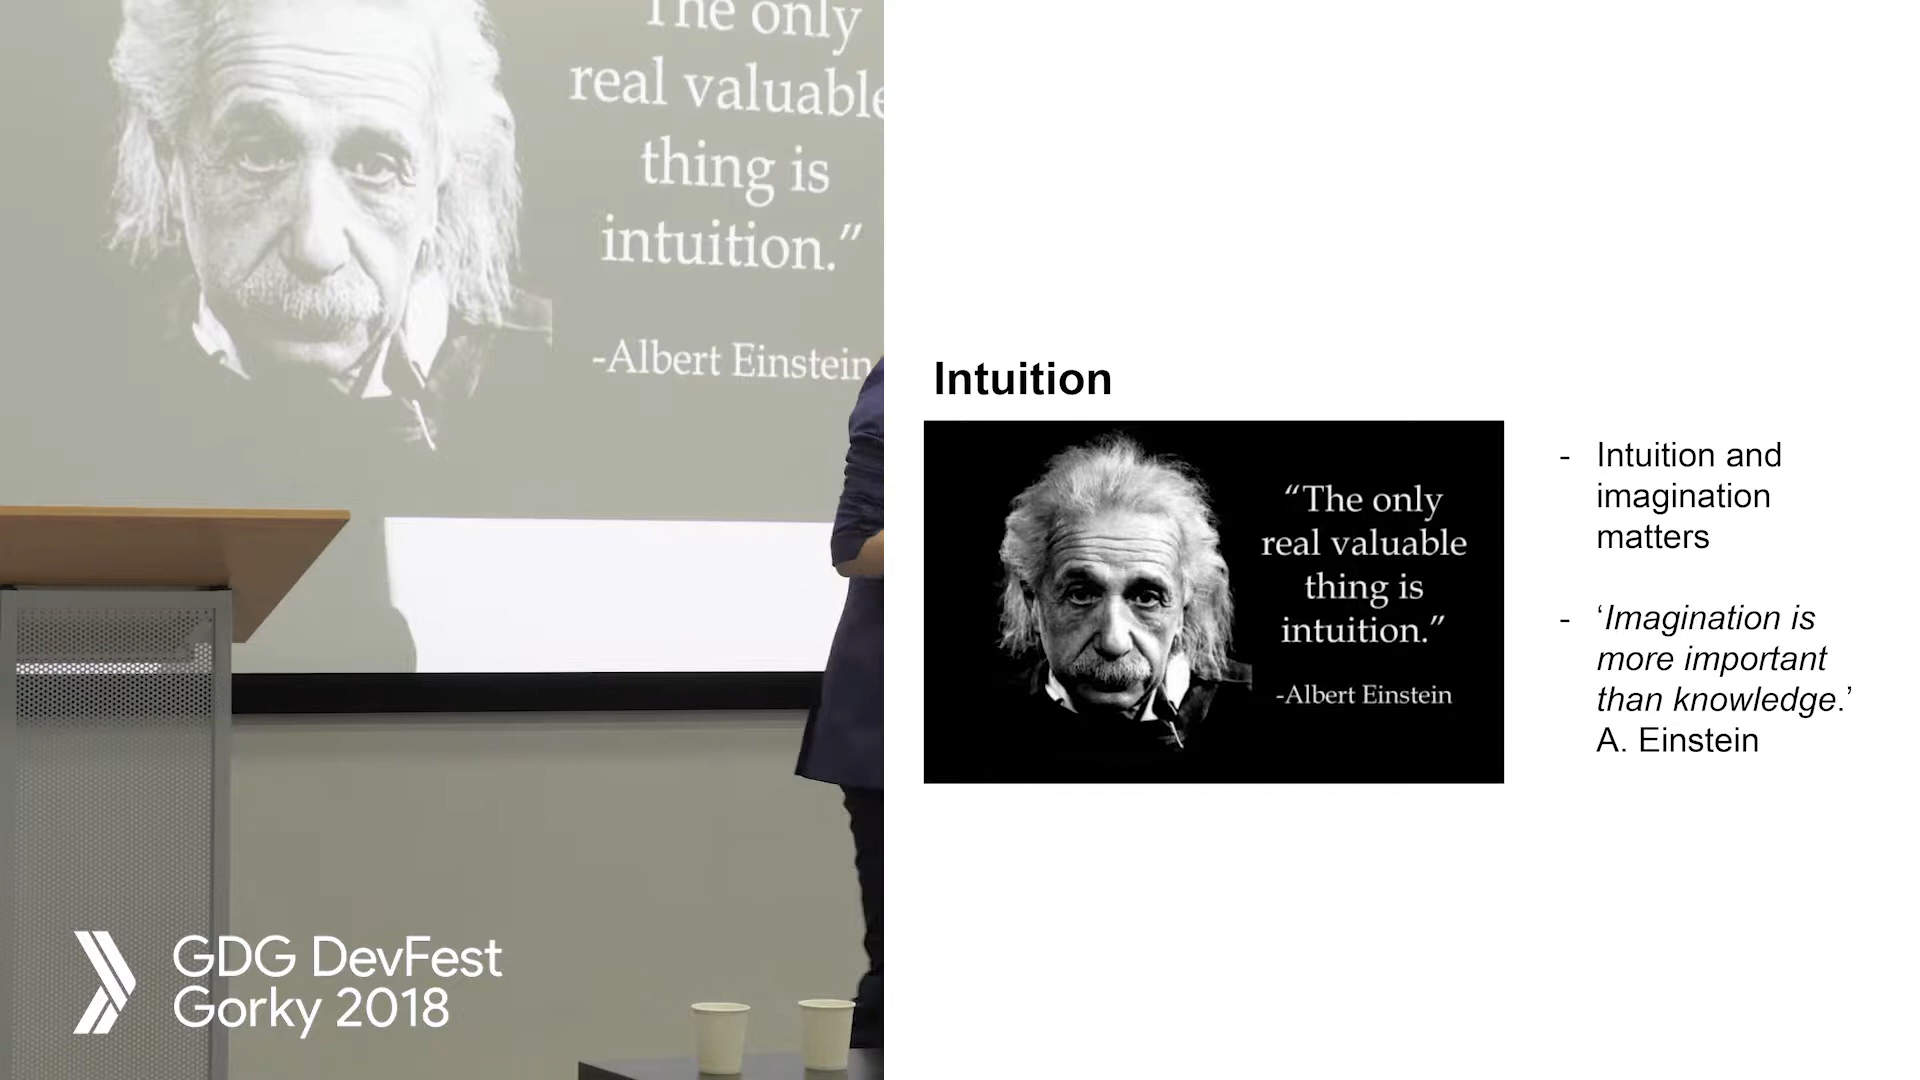 The only
real valuable
thing is
intuition.”
-Albert Einstein
GDG DevFest
Gorky 2018
Intuition
“The only
real valuable
thing is
intuition.”
-Albert Einstein
- Intuition and
imagination
matters
- ‘Imagination is
more important
than knowledge.’
A. Einstein